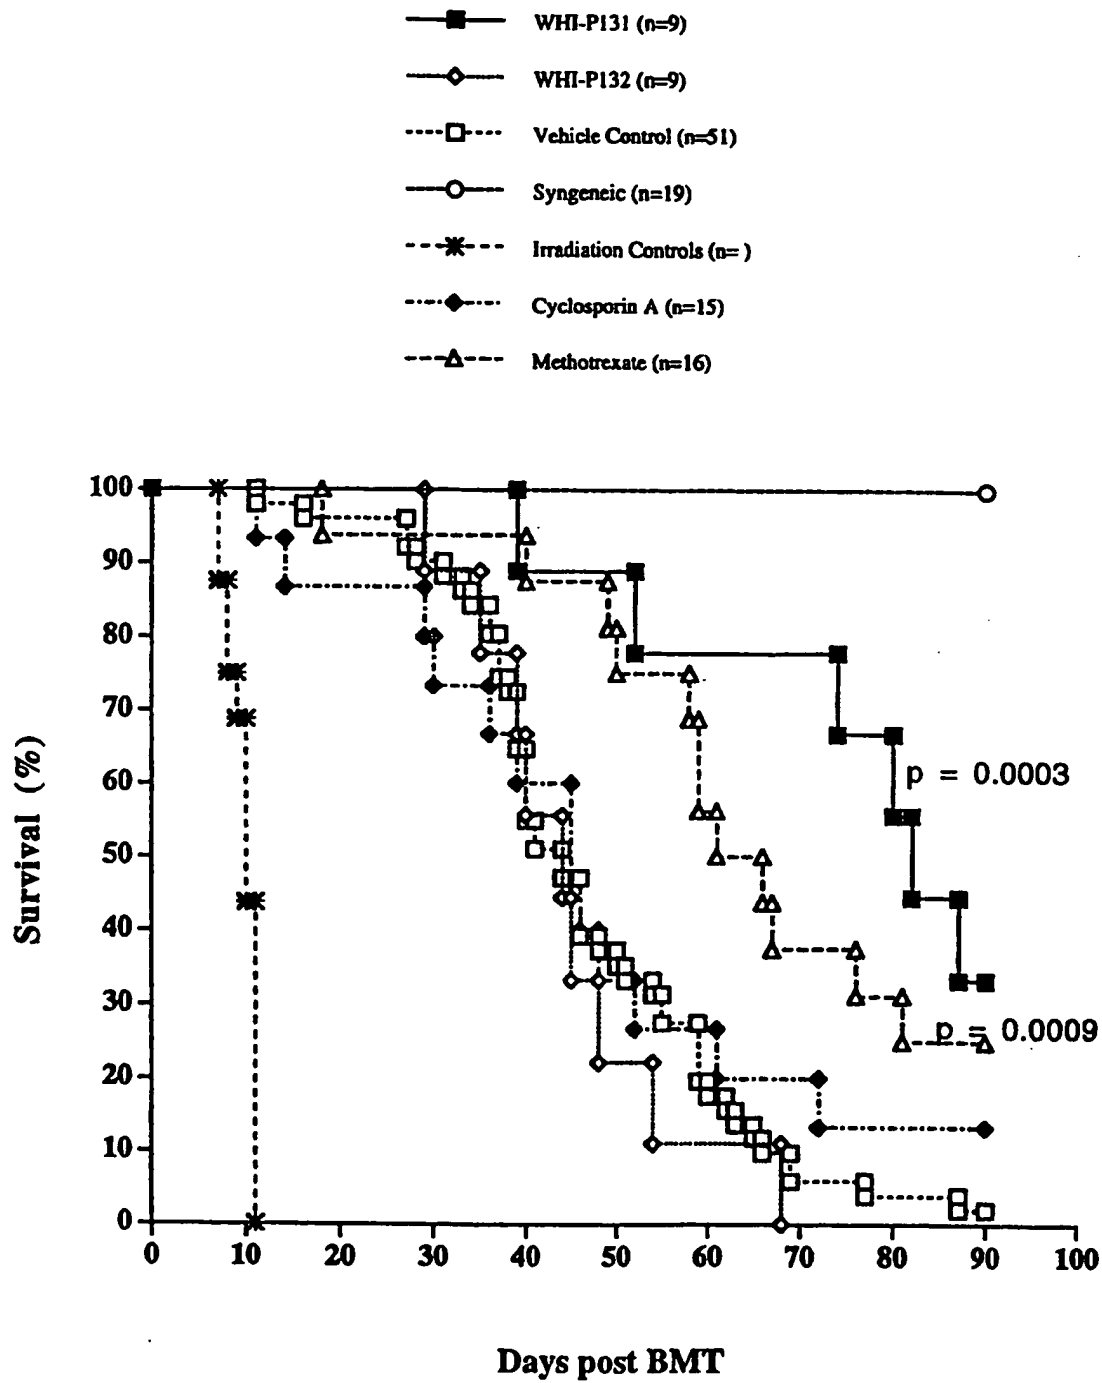 WHI-P131 (n=9)
WHI-P132 (n=9)
Vehicle Control (n=51)
Syngeneic (n=19)
Irradiation Controls (n= )
Cyclosporin A (n=15)
Methotrexate (n=16)
100
90
80
70
60
50
40
30
20
10
0
Survival (%)
p = 0.0003
p = 0.0009
0 10 20 30 40 50 60 70 80 90 100
Days post BMT